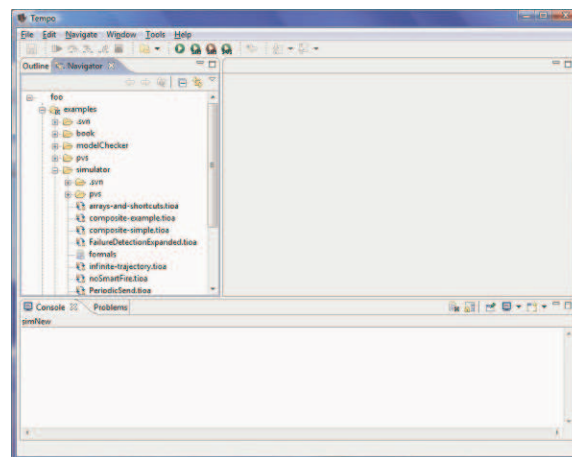 Tempo
File Edit Navigate Window Tools Help
Outline Navigator
foo
examples
.svn
book
modelChecker
pvs
simulator
.svn
pvs
arrays-and-shortcuts.tioa
composite-example.tioa
composite-simple.tioa
FailureDetectionExpanded.tioa
formals
infinite-trajectory.tioa
noSmartFire.tioa
PeriodicSend.tioa
Console Problems
simNew